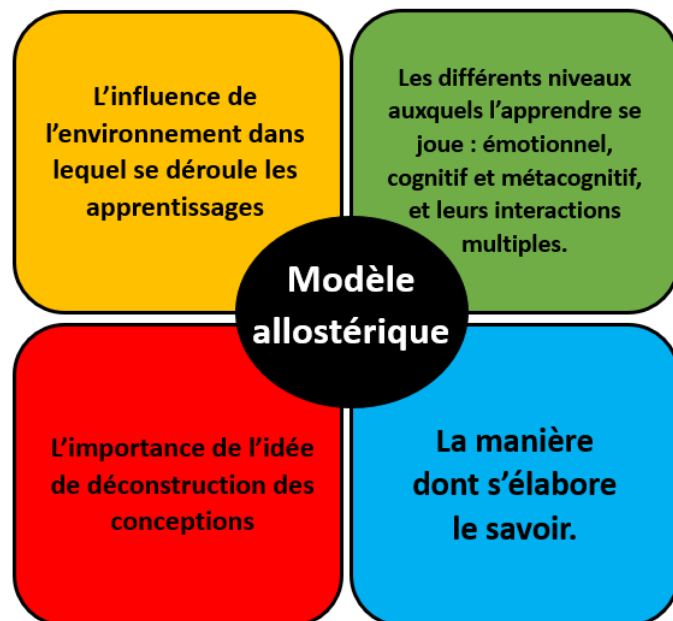 L’influence de
l’environnement dans
lequel se déroule les
apprentissages
Les différents niveaux
auxquels l’apprendre se
joue : émotionnel,
cognitif et métacognitif,
et leurs interactions
multiples.
Modèle
allostérique
L’importance de l’idée
de déconstruction des
conceptions
La manière
dont s’élabore
le savoir.